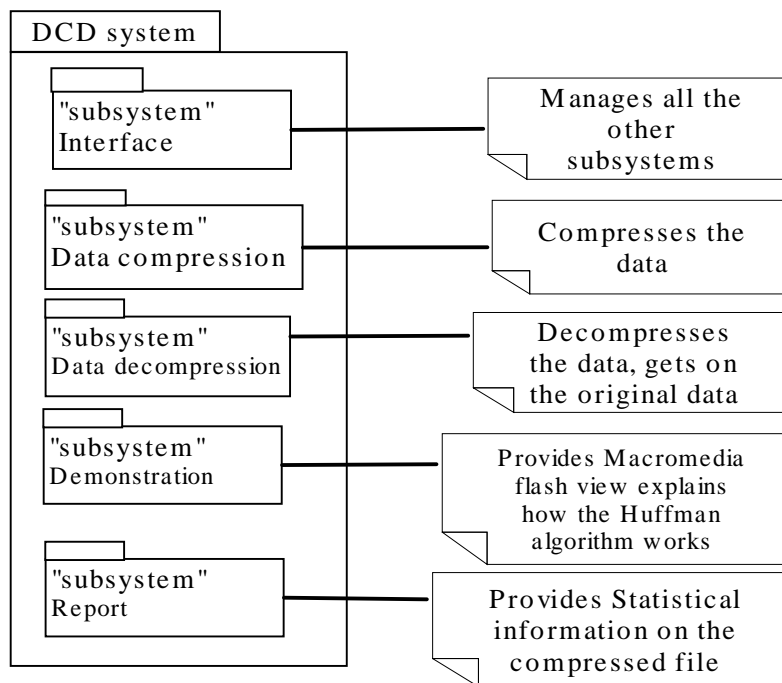 DCD system
"subsystem"
Interface
Manages all the
other
subsystems
"subsystem"
Data compression
Compresses the
data
"subsystem"
Data decompression
Decompresses
the data, gets on
the original data
"subsystem"
Demonstration
Provides Macromedia
flash view explains
how the Huffman
algorithm works
"subsystem"
Report
Provides Statistical
information on the
compressed file